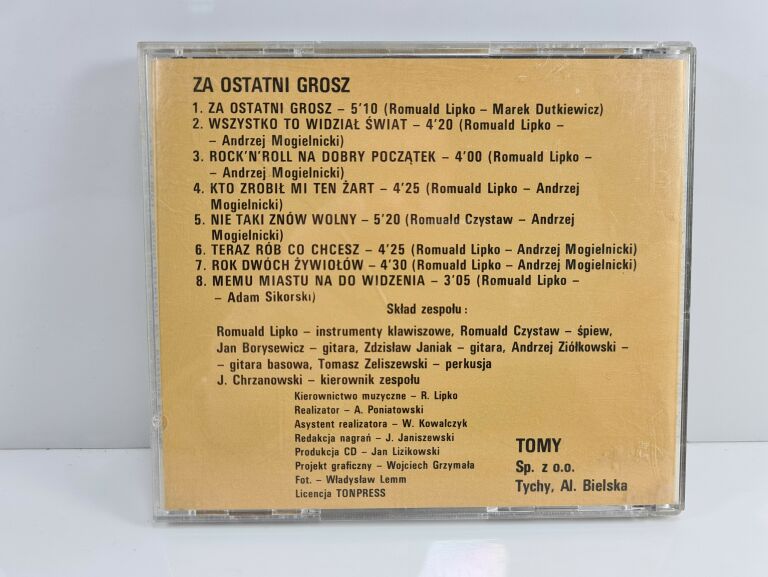 ZA OSTATNI GROSZ
1. ZA OSTATNI GROSZ – 5'10 (Romuald Lipko – Marek Dutkiewicz)
2. WSZYSTKO TO WIDZIAŁ ŚWIAT – 4'20 (Romuald Lipko –
– Andrzej Mogielnicki)
3. ROCK'N'ROLL NA DOBRY POCZĄTEK – 4'00 (Romuald Lipko –
– Andrzej Mogielnicki)
4. KTO ZROBIŁ MI TEN ŻART – 4'25 (Romuald Lipko – Andrzej
Mogielnicki)
5. NIE TAKI ZNÓW WOLNY – 5'20 (Romuald Czystaw – Andrzej
Mogielnicki)
6. TERAZ RÓB CO CHCESZ – 4'25 (Romuald Lipko – Andrzej Mogielnicki)
7. ROK DWÓCH ŻYWIOŁÓW – 4'30 (Romuald Lipko – Andrzej Mogielnicki)
8. MEMU MIASTU NA DO WIDZENIA – 3'05 (Romuald Lipko –
– Adam Sikorski)
Skład zespołu :
Romuald Lipko – instrumenty klawiszowe, Romuald Czystaw – śpiew,
Jan Borysewicz – gitara, Zdzisław Janiak – gitara, Andrzej Ziółkowski –
– gitara basowa, Tomasz Zeliszewski – perkusja
J. Chrzanowski – kierownik zespołu
Kierownictwo muzyczne – R. Lipko
Realizator – A. Poniatowski
Asystent realizatora – W. Kowalczyk
Redakcja nagrań – J. Janiszewski
Produkcja CD – Jan Lizikowski
Projekt graficzny – Wojciech Grzymała
Fot. – Władysław Lemm
Licencja TONPRESS
TOMY
Sp. z o.o.
Tychy, Al. Bielska